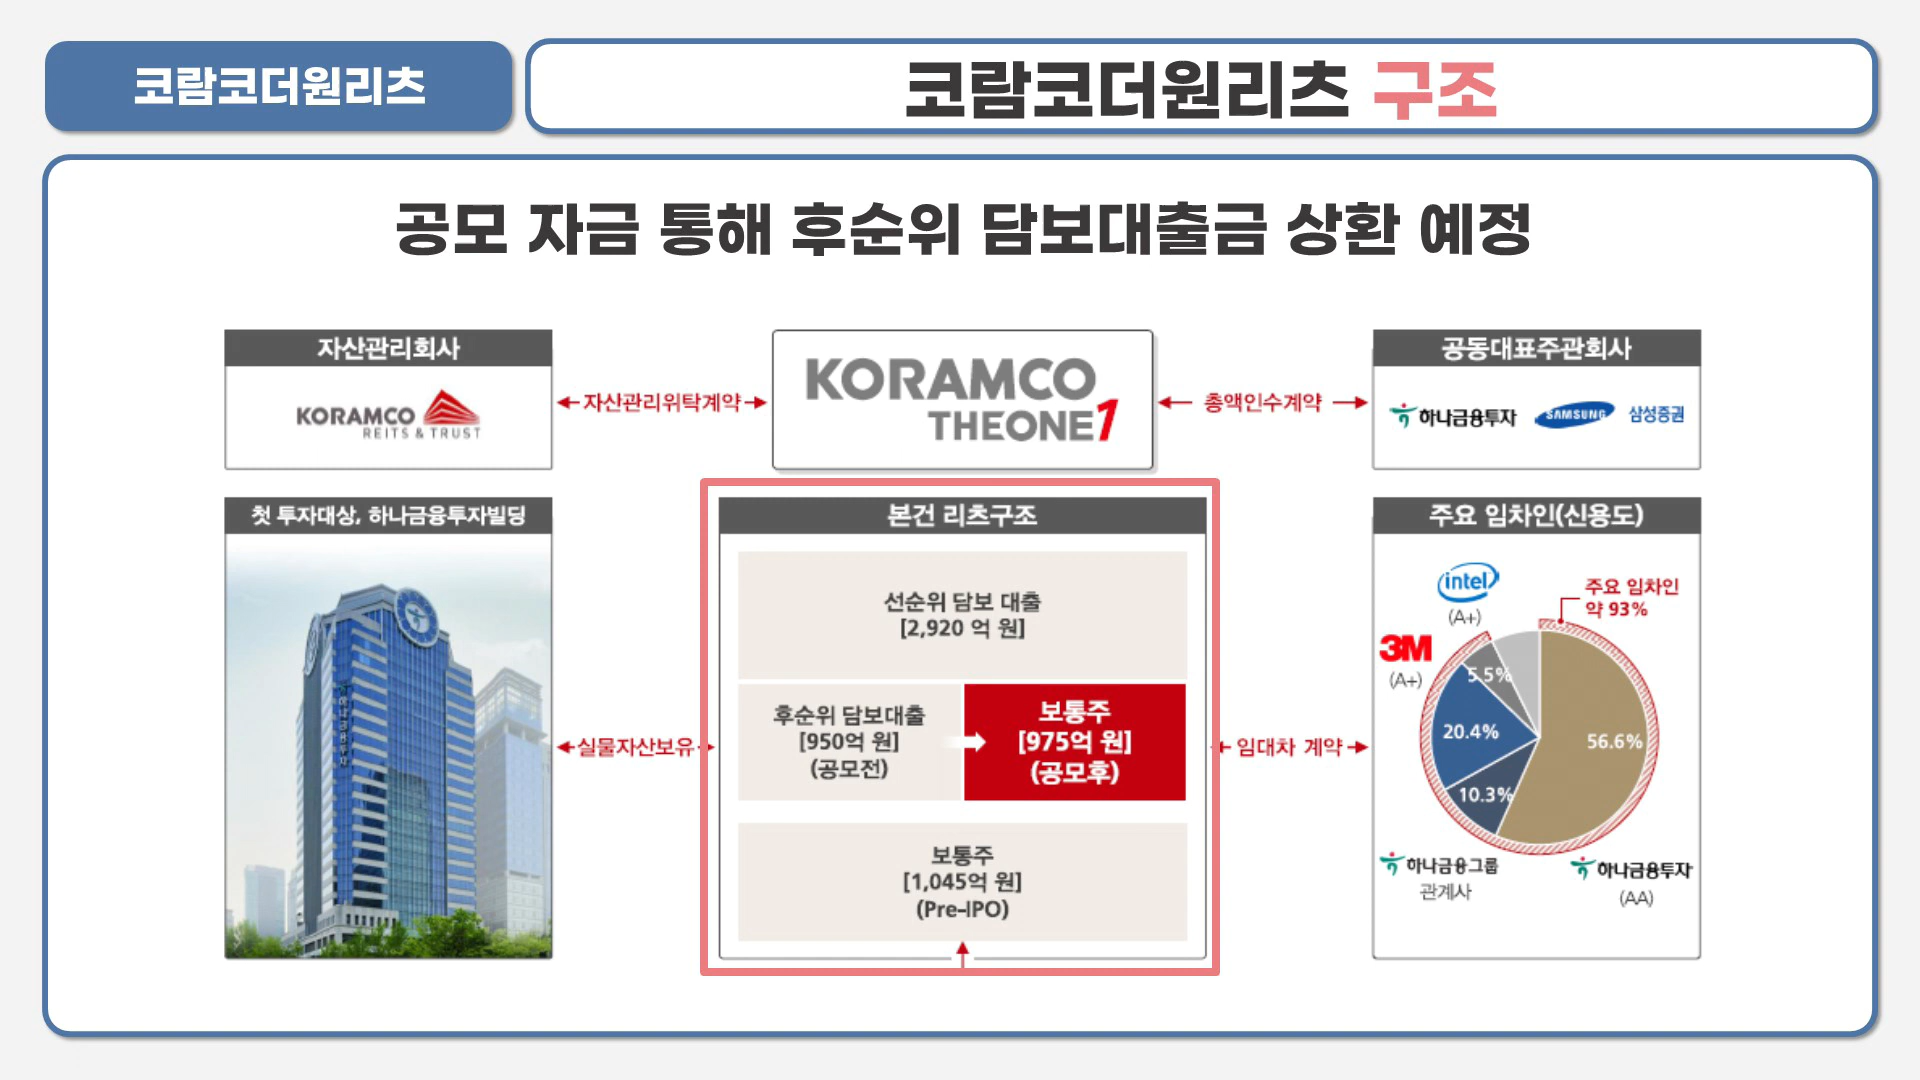 코람코더원리츠
코람코더원리츠 구조
공모 자금 통해 후순위 담보대출금 상환 예정
자산관리회사
KORAMCO
REITS & TRUST
자산관리위탁계약
KORAMCO
THEONE1
총액인수계약
공동대표주관회사
하나금융투자 SAMSUNG 삼성증권
첫 투자대상, 하나금융투자빌딩
하나금융투자
실물자산보유
본건 리츠구조
선순위 담보 대출
[2,920 억 원]
후순위 담보대출
[950억 원]
(공모전)
보통주
[975억 원]
(공모후)
보통주
[1,045억 원]
(Pre-IPO)
임대차 계약
주요 임차인(신용도)
intel
(A+)
주요 임차인
약 93%
3M
(A+)
5.5%
20.4%
56.6%
10.3%
하나금융그룹
관계사
하나금융투자
(AA)